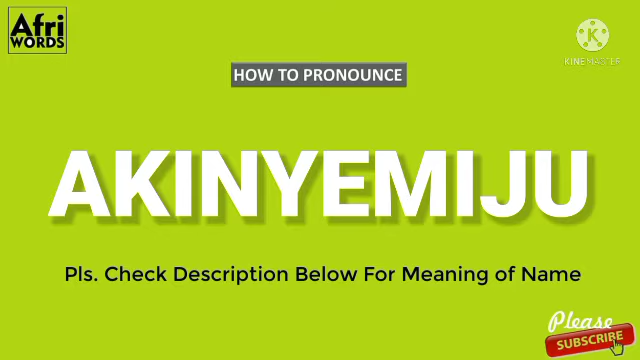 Afri
WORDS
K
KINEMASTER
HOW TO PRONOUNCE
AKINYEMIJU
Pls. Check Description Below For Meaning of Name
Please
SUBSCRIBE